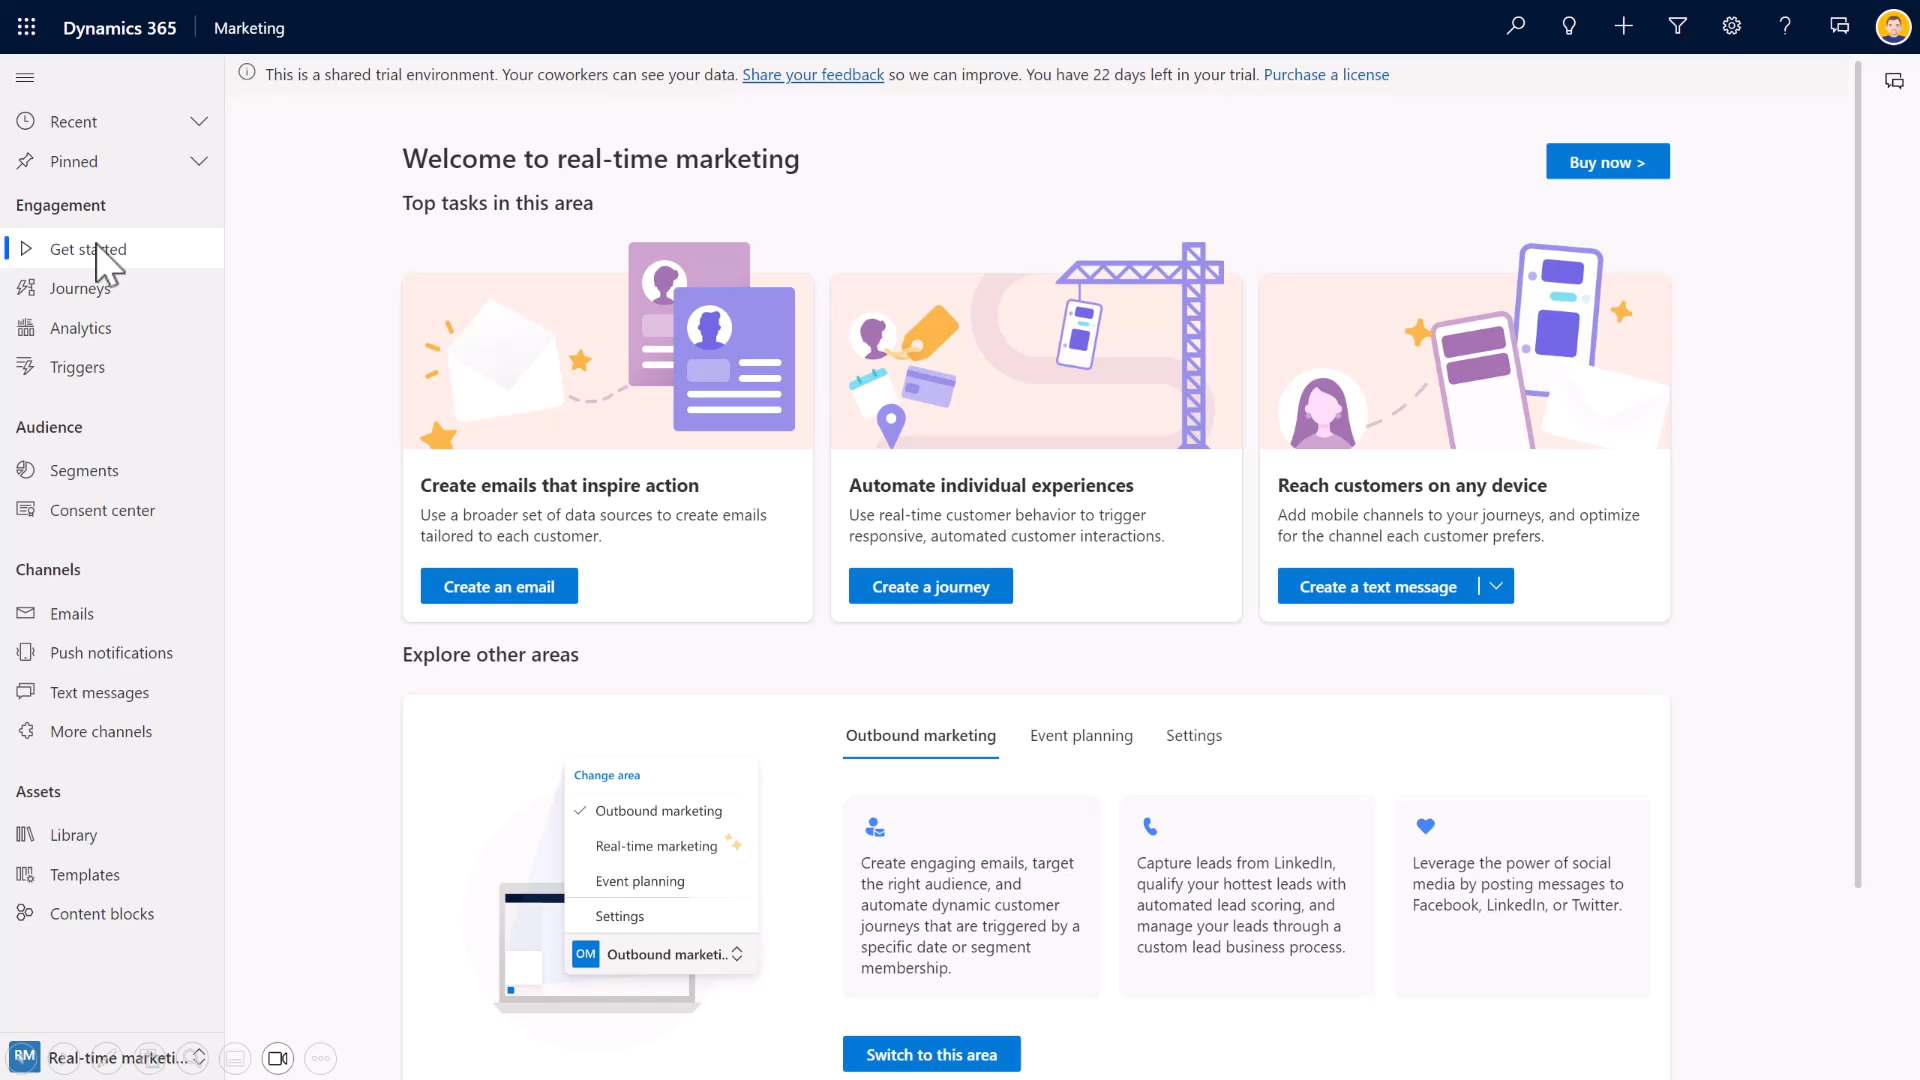 Dynamics 365
Marketing
This is a shared trial environment. Your coworkers can see your data. Share your feedback so we can improve. You have 22 days left in your trial. Purchase a license
Recent
Pinned
Engagement
Get started
Journeys
Analytics
Triggers
Audience
Segments
Consent center
Channels
Emails
Push notifications
Text messages
More channels
Assets
Library
Templates
Content blocks
RM Real-time marketi...
Welcome to real-time marketing
Buy now >
Top tasks in this area
Create emails that inspire action
Use a broader set of data sources to create emails
tailored to each customer.
Create an email
Automate individual experiences
Use real-time customer behavior to trigger
responsive, automated customer interactions.
Create a journey
Reach customers on any device
Add mobile channels to your journeys, and optimize
for the channel each customer prefers.
Create a text message
Explore other areas
Change area
Outbound marketing
Real-time marketing
Event planning
Settings
OM Outbound marketi..
Outbound marketing Event planning Settings
Create engaging emails, target
the right audience, and
automate dynamic customer
journeys that are triggered by a
specific date or segment
membership.
Capture leads from LinkedIn,
qualify your hottest leads with
automated lead scoring, and
manage your leads through a
custom lead business process.
Leverage the power of social
media by posting messages to
Facebook, LinkedIn, or Twitter.
Switch to this area